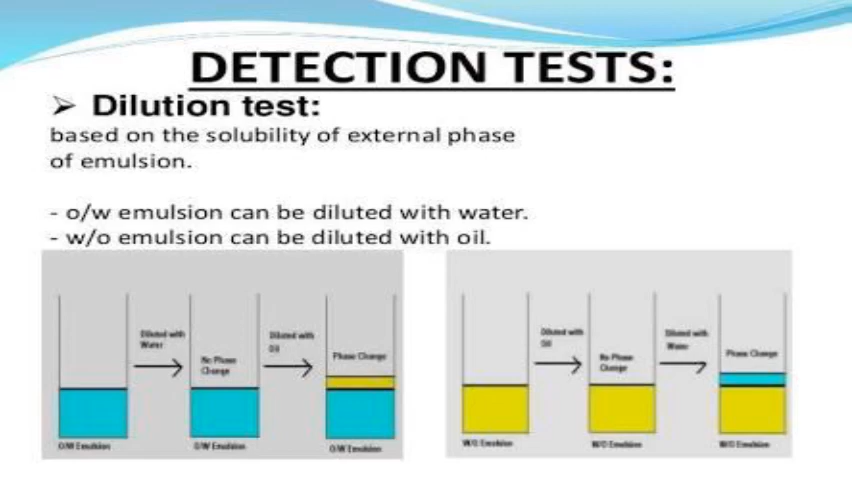 DETECTION TESTS:
➢ Dilution test:
based on the solubility of external phase
of emulsion.
- o/w emulsion can be diluted with water.
- w/o emulsion can be diluted with oil.
Diluted with
Water
No Phase
Change
Diluted with
Oil
Phase Change
O/W Emulsion
O/W Emulsion
O/W Emulsion
Diluted with
Oil
No Phase
Change
Diluted with
Water
Phase Change
W/O Emulsion
W/O Emulsion
W/O Emulsion